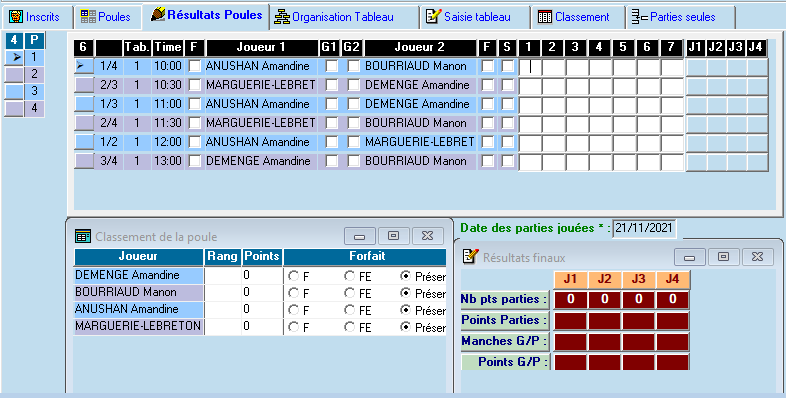 Inscrits Poules Résultats Poules Organisation Tableau Saisie tableau Classement Parties seules
4 P
1
2
3
4
6 Tab. Time F Joueur 1 G1 G2 Joueur 2 F S 1 2 3 4 5 6 7 J1 J2 J3 J4
1/4 1 10:00 ANUSHAN Amandine BOURRIAUD Manon
2/3 1 10:30 MARGUERIE-LEBRET DEMENGE Amandine
1/3 1 11:00 ANUSHAN Amandine DEMENGE Amandine
2/4 1 11:30 MARGUERIE-LEBRET BOURRIAUD Manon
1/2 1 12:00 ANUSHAN Amandine MARGUERIE-LEBRET
3/4 1 13:00 DEMENGE Amandine BOURRIAUD Manon
Classement de la poule
Joueur Rang Points Forfait
DEMENGE Amandine 0 F FE Préser
BOURRIAUD Manon 0 F FE Préser
ANUSHAN Amandine 0 F FE Préser
MARGUERIE-LEBRETON 0 F FE Préser
Date des parties jouées * : 21/11/2021
Résultats finaux
J1 J2 J3 J4
Nb pts parties : 0 0 0 0
Points Parties :
Manches G/P :
Points G/P :